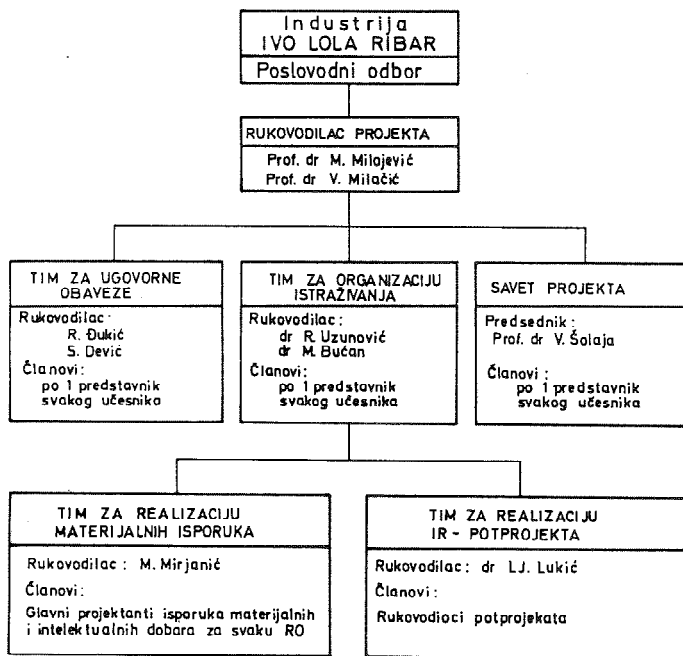 Industrija
IVO LOLA RIBAR
Poslovodni odbor
RUKOVODILAC PROJEKTA
Prof. dr M. Milojević
Prof. dr V. Milačić
TIM ZA UGOVORNE
OBAVEZE
Rukovodilac:
R. Đukić
S. Dević
Članovi:
po 1 predstavnik
svakog učesnika
TIM ZA ORGANIZACIJU
ISTRAŽIVANJA
Rukovodilac:
dr R. Uzunović
dr M. Bućan
Članovi:
po 1 predstavnik
svakog učesnika
SAVET PROJEKTA
Predsednik:
Prof. dr V. Šolaja
Članovi:
po 1 predstavnik
svakog učesnika
TIM ZA REALIZACIJU
MATERIJALNIH ISPORUKA
Rukovodilac: M. Mirjanić
Članovi:
Glavni projektanti isporuka materijalnih
i intelektualnih dobara za svaku RO
TIM ZA REALIZACIJU
IR - POTPROJEKTA
Rukovodilac: dr LJ. Lukić
Članovi:
Rukovodioci potprojekata